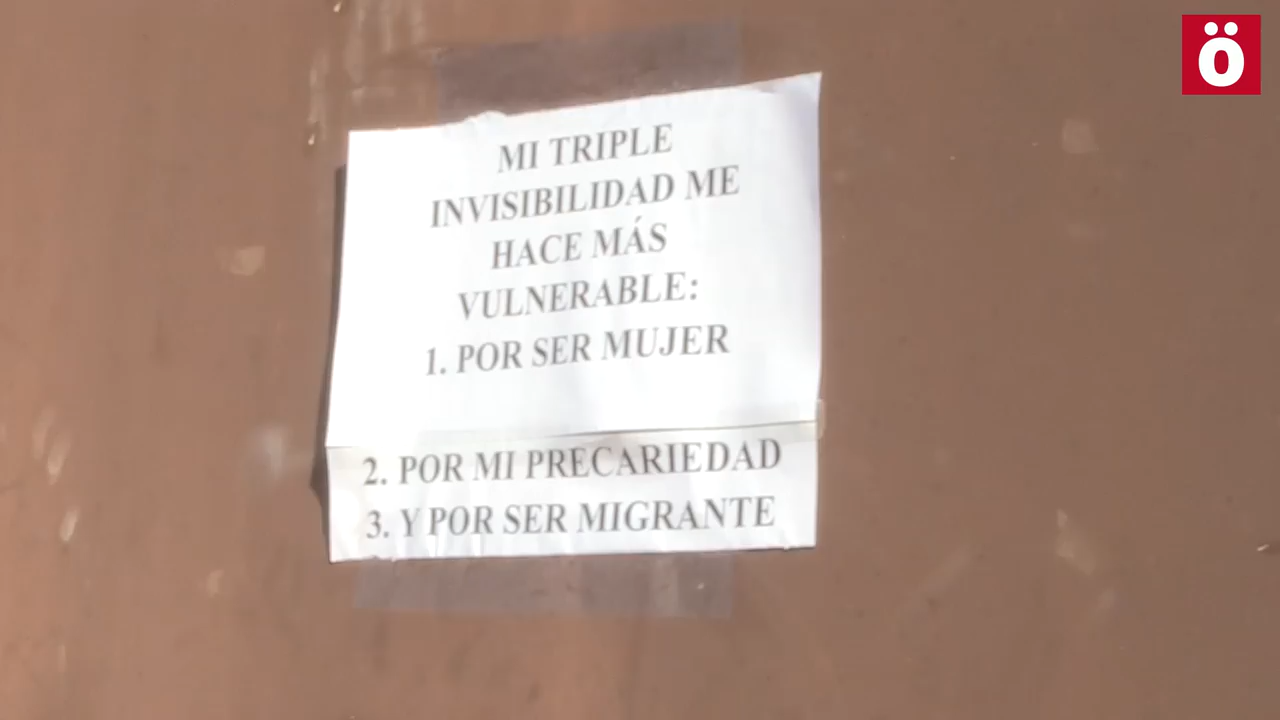 ö
MI TRIPLE
INVISIBILIDAD ME
HACE MÁS
VULNERABLE:
1. POR SER MUJER
2. POR MI PRECARIEDAD
3. Y POR SER MIGRANTE